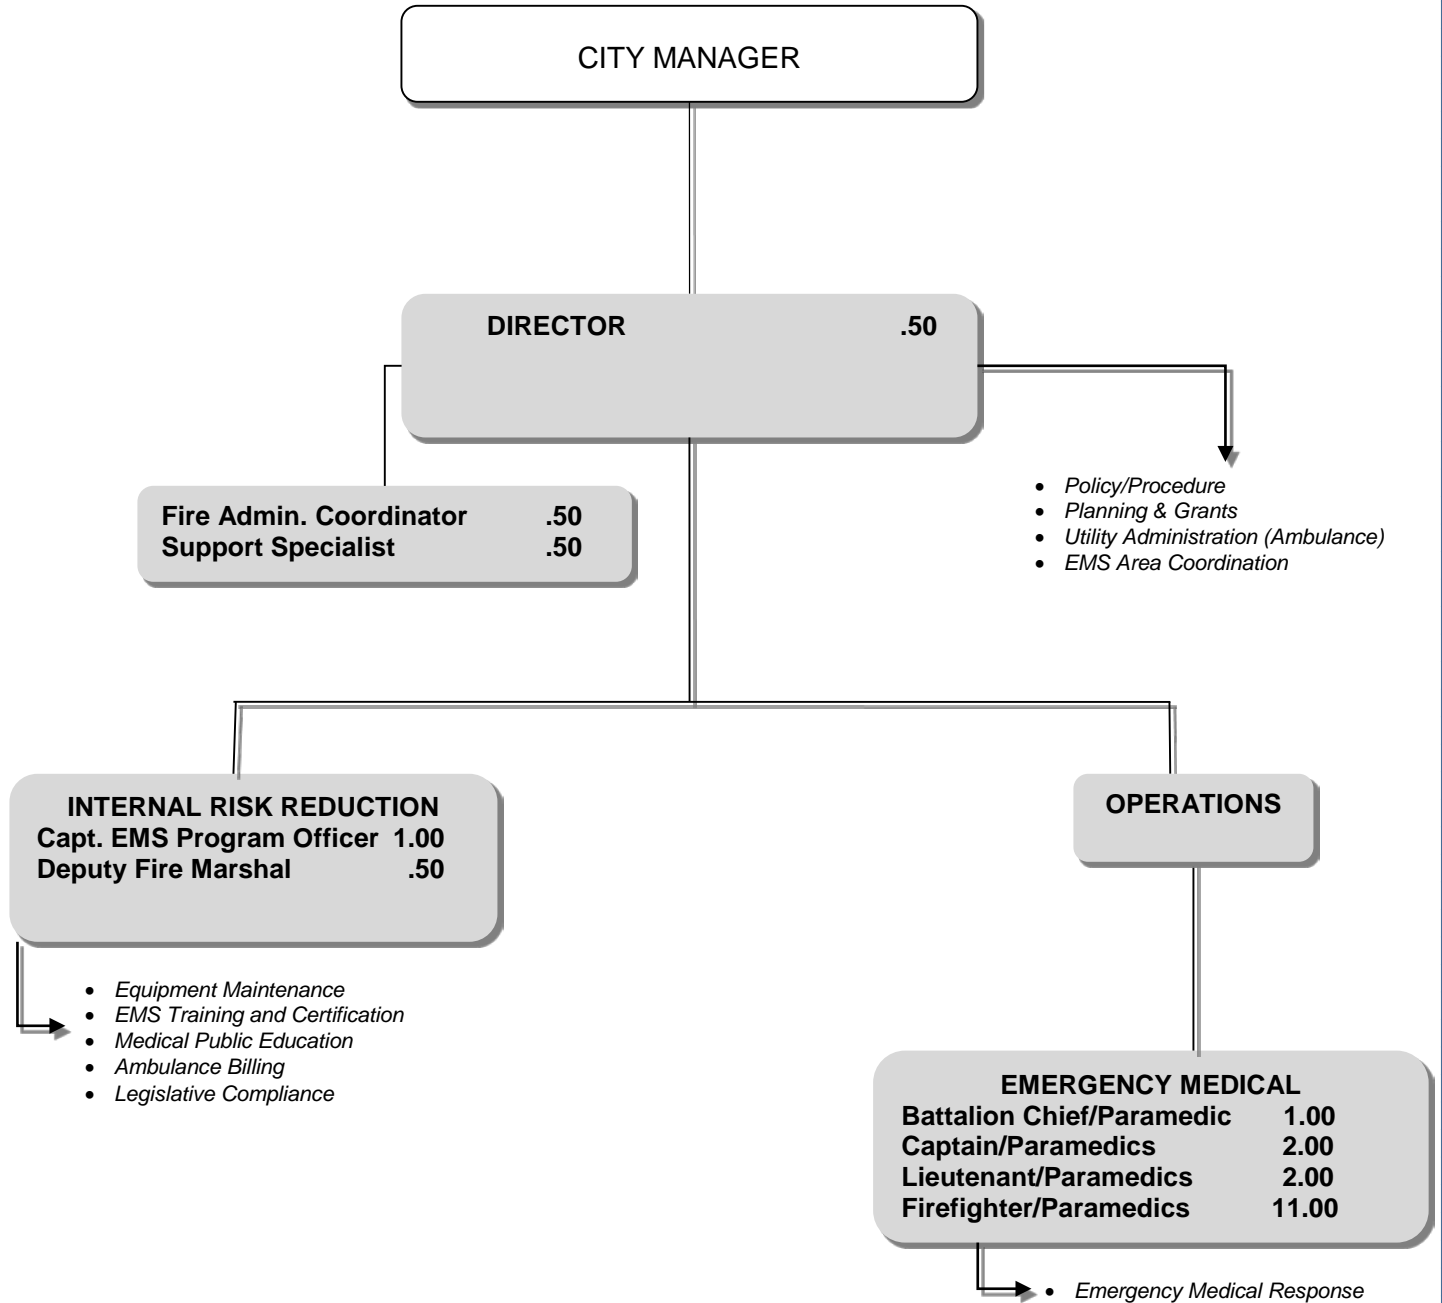 CITY MANAGER
DIRECTOR .50
Fire Admin. Coordinator .50
Support Specialist .50
• Policy/Procedure
• Planning & Grants
• Utility Administration (Ambulance)
• EMS Area Coordination
INTERNAL RISK REDUCTION
Capt. EMS Program Officer 1.00
Deputy Fire Marshal .50
• Equipment Maintenance
• EMS Training and Certification
• Medical Public Education
• Ambulance Billing
• Legislative Compliance
OPERATIONS
EMERGENCY MEDICAL
Battalion Chief/Paramedic 1.00
Captain/Paramedics 2.00
Lieutenant/Paramedics 2.00
Firefighter/Paramedics 11.00
• Emergency Medical Response